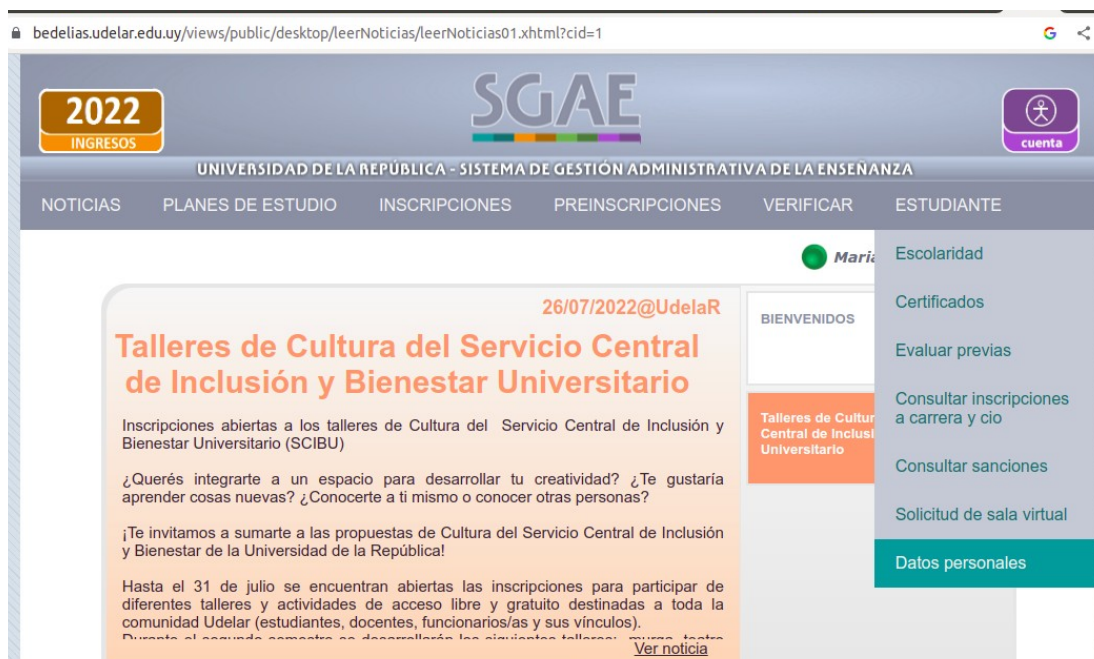 bedelias.udelar.edu.uy/views/public/desktop/leerNoticias/leerNoticias01.xhtml?cid=1
2022
INGRESOS
SGAE
cuenta
UNIVERSIDAD DE LA REPÚBLICA - SISTEMA DE GESTIÓN ADMINISTRATIVA DE LA ENSEÑANZA
NOTICIAS PLANES DE ESTUDIO INSCRIPCIONES PREINSCRIPCIONES VERIFICAR ESTUDIANTE
Escolaridad
Certificados
Evaluar previas
Consultar inscripciones
a carrera y cio
Consultar sanciones
Solicitud de sala virtual
Datos personales
26/07/2022@UdelaR
Talleres de Cultura del Servicio Central
de Inclusión y Bienestar Universitario
Inscripciones abiertas a los talleres de Cultura del Servicio Central de Inclusión y
Bienestar Universitario (SCIBU)
¿Querés integrarte a un espacio para desarrollar tu creatividad? ¿Te gustaría
aprender cosas nuevas? ¿Conocerte a ti mismo o conocer otras personas?
¡Te invitamos a sumarte a las propuestas de Cultura del Servicio Central de Inclusión
y Bienestar de la Universidad de la República!
Hasta el 31 de julio se encuentran abiertas las inscripciones para participar de
diferentes talleres y actividades de acceso libre y gratuito destinadas a toda la
comunidad Udelar (estudiantes, docentes, funcionarios/as y sus vínculos).
Ver noticia
BIENVENIDOS
Talleres de
Central de
Universitario